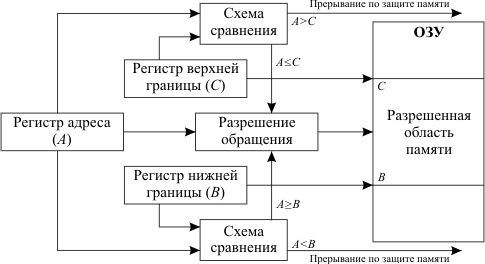 Прерывание по защите памяти
Схема
сравнения
A>C
ОЗУ
A≤C
Регистр верхней
границы (C)
C
Регистр адреса
(A)
Разрешение
обращения
Разрешенная
область
памяти
Регистр нижней
границы (B)
B
A≥B
Схема
сравнения
A<B
Прерывание по защите памяти